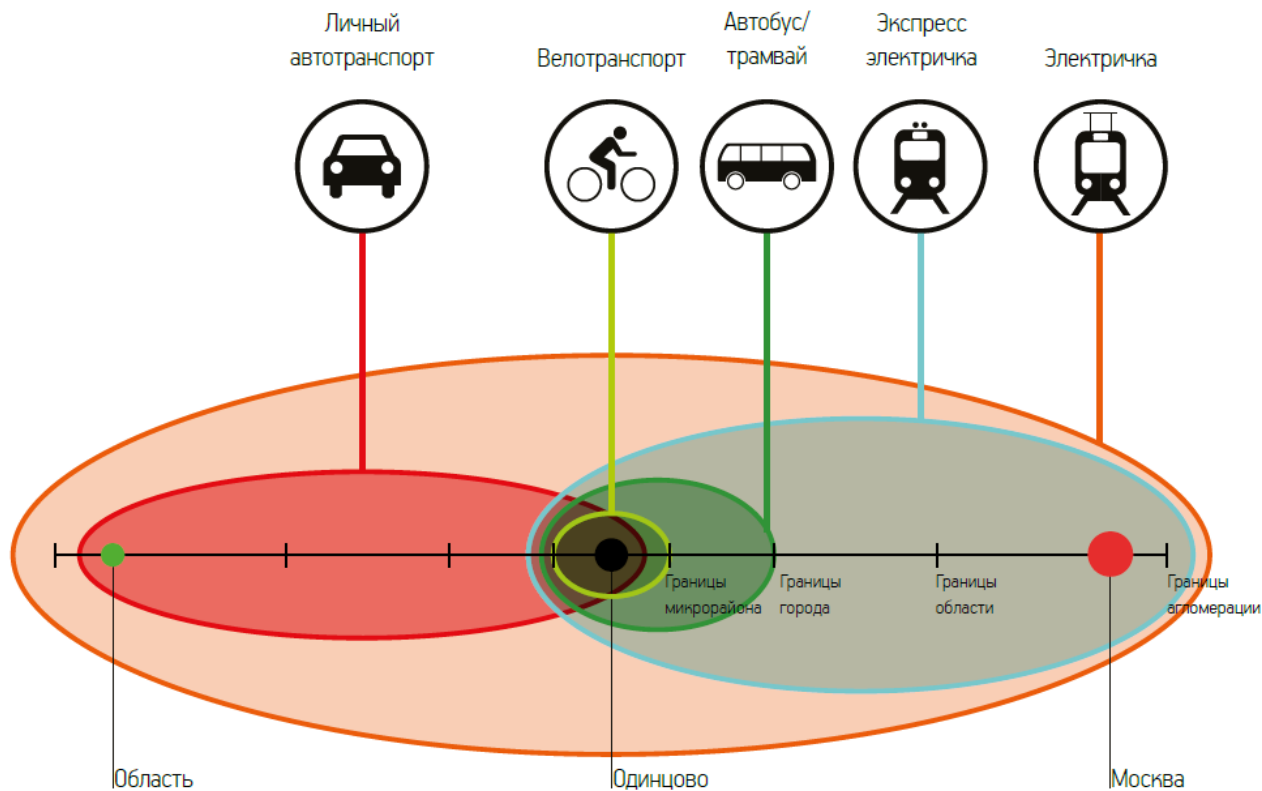 Личный
автотранспорт
Велотранспорт
Автобус/
трамвай
Экспресс
электричка
Электричка
Границы
микрорайона
Границы
города
Границы
области
Границы
агломерации
Область
Одинцово
Москва